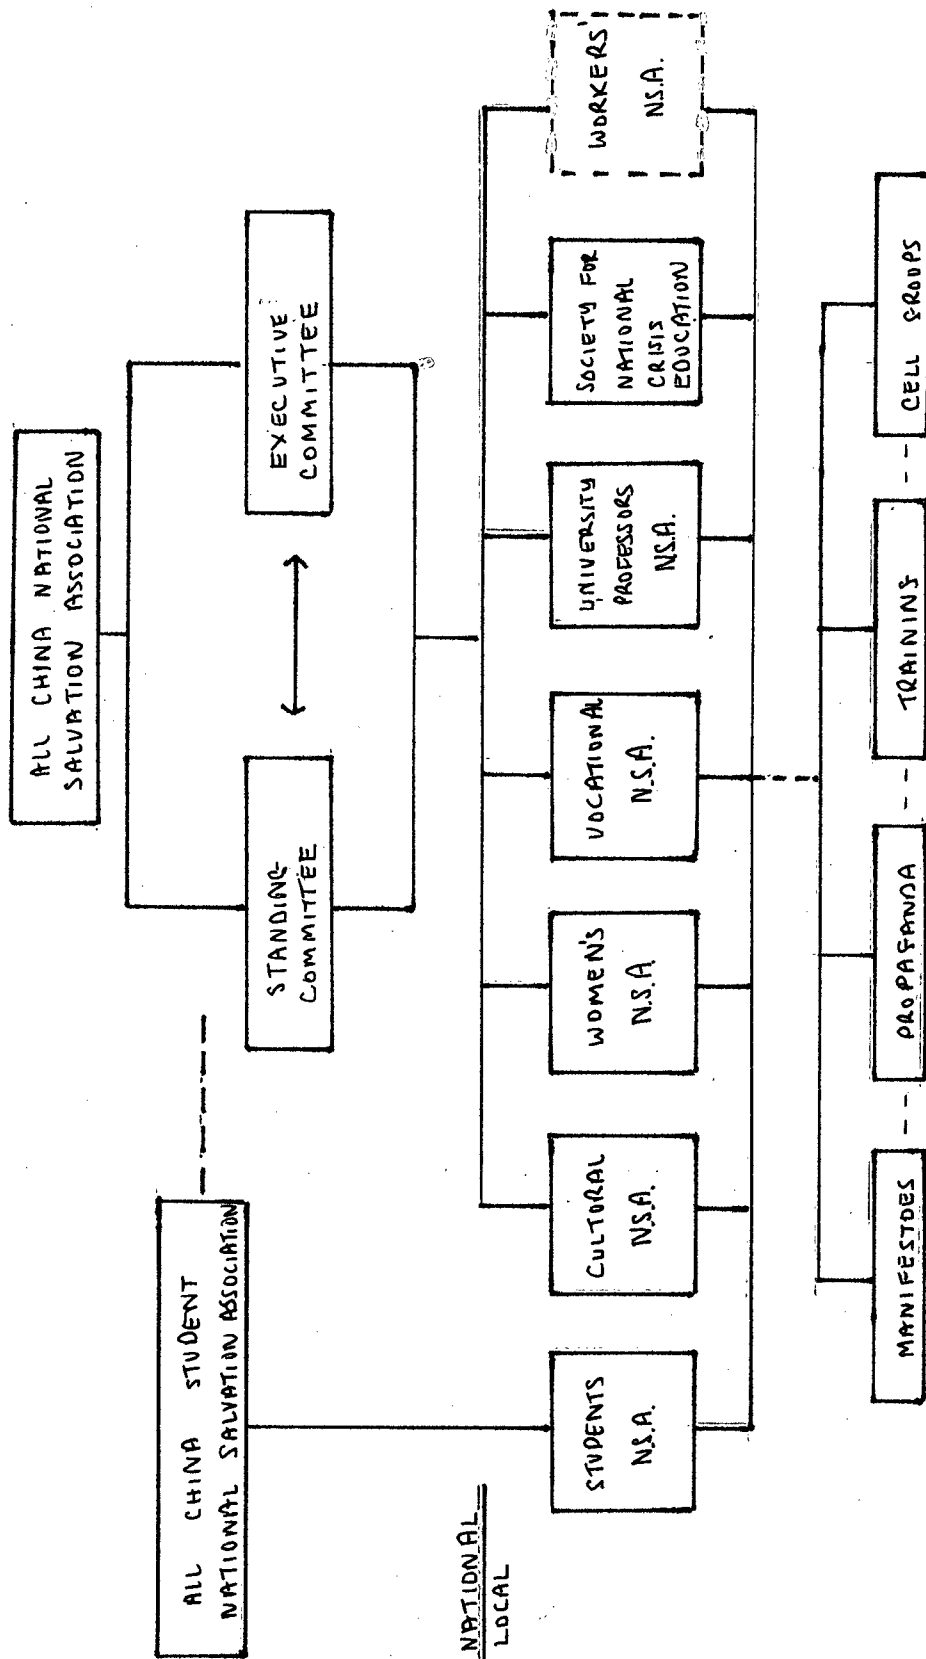 ALL CHINA NATIONAL
SALVATION ASSOCIATION
ALL CHINA STUDENT
NATIONAL SALVATION ASSOCIATION
STANDING
COMMITTEE
EXECUTIVE
COMMITTEE
NATIONAL
LOCAL
STUDENTS
N.S.A.
CULTURAL
N.S.A.
WOMEN'S
N.S.A.
VOCATIONAL
N.S.A.
UNIVERSITY
PROFESSORS
N.S.A.
SOCIETY FOR
NATIONAL
CRISIS
EDUCATION
WORKERS'
N.S.A.
MANIFESTOES
PROPAGANDA
TRAINING
CELL GROUPS